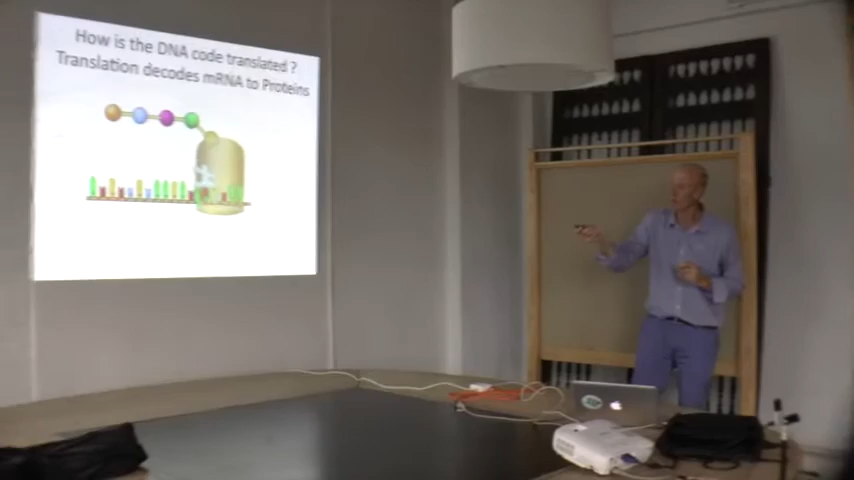 How is the DNA code translated ?
Translation decodes mRNA to Proteins